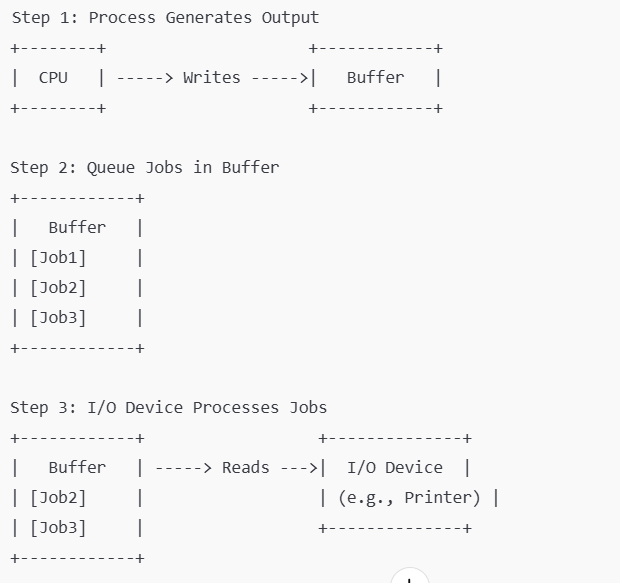 Step 1: Process Generates Output
+--------+                     +------------+
|  CPU   | -----> Writes ----->|   Buffer   |
+--------+                     +------------+
Step 2: Queue Jobs in Buffer
+------------+
|   Buffer   |
| [Job1]     |
| [Job2]     |
| [Job3]     |
+------------+
Step 3: I/O Device Processes Jobs
+------------+                  +--------------+
|   Buffer   | -----> Reads --->|  I/O Device  |
| [Job2]     |                  | (e.g., Printer) |
| [Job3]     |                  +--------------+
+------------+